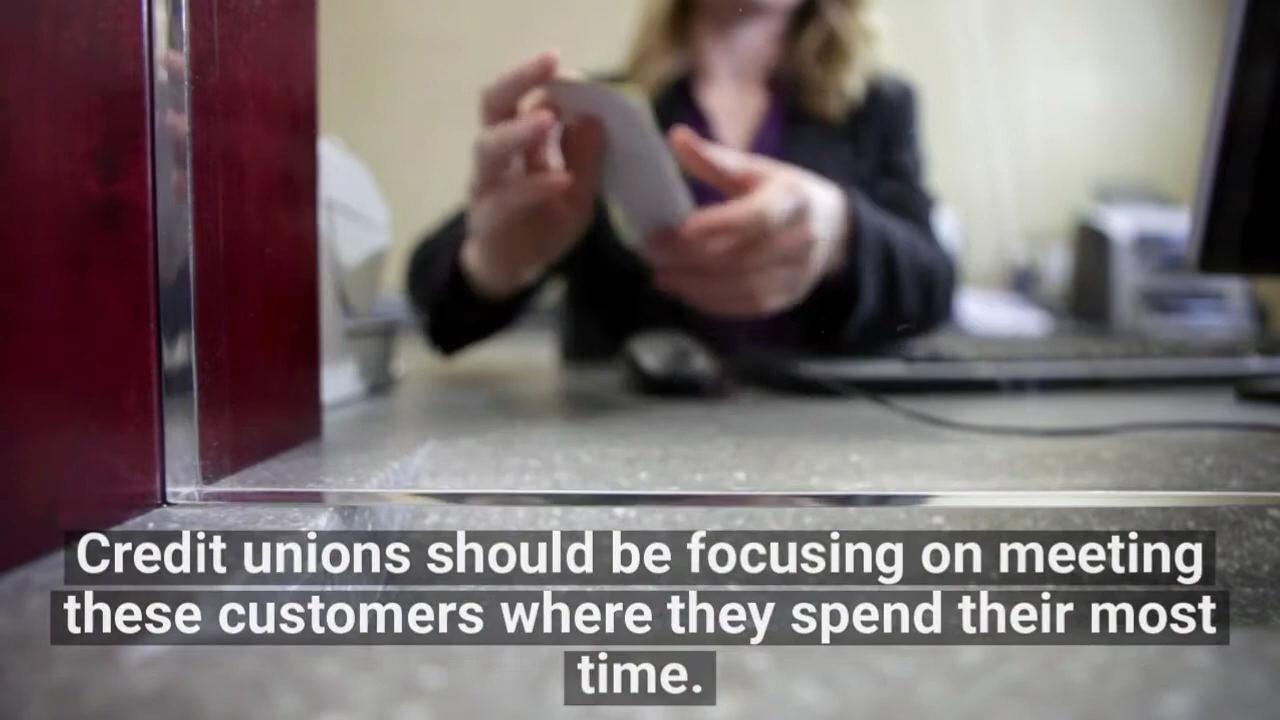 Credit unions should be focusing on meeting
these customers where they spend their most
time.